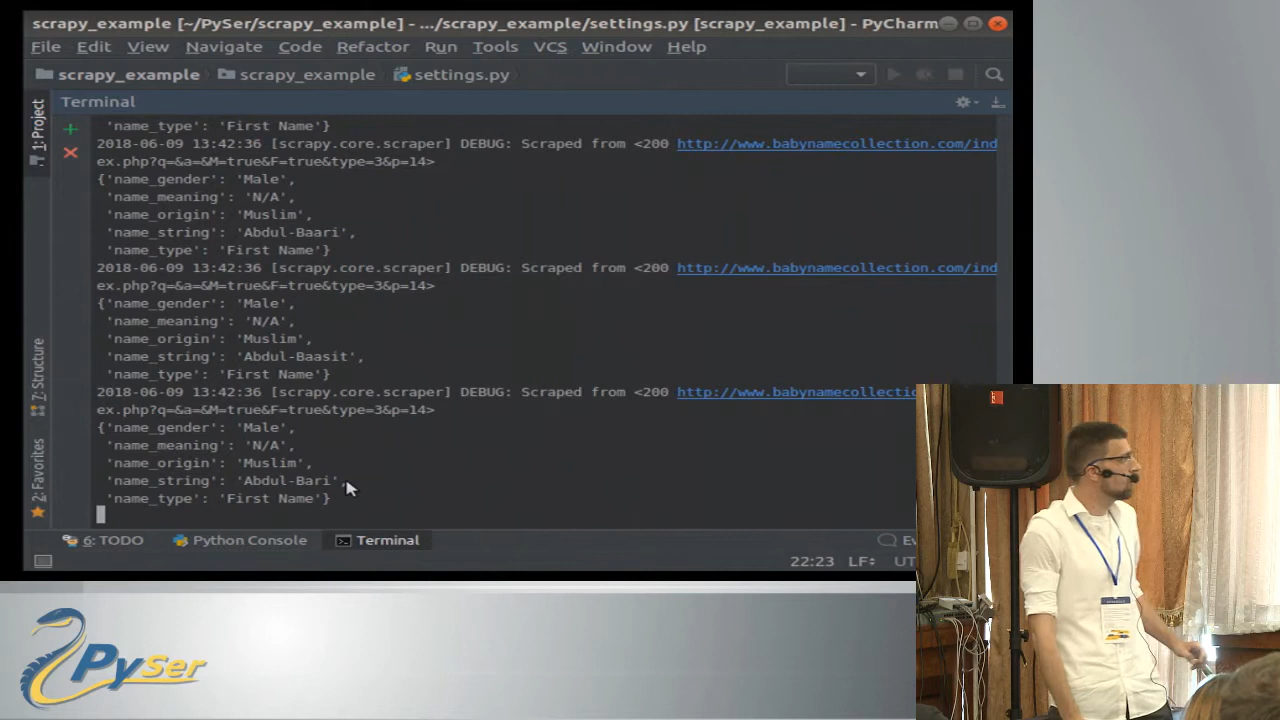 scrapy_example [~/PySer/scrapy_example] - .../scrapy_example/settings.py [scrapy_example] - PyCharm
File Edit View Navigate Code Refactor Run Tools VCS Window Help
scrapy_example scrapy_example settings.py
Terminal
1: Project
'name_type': 'First Name'}
2018-06-09 13:42:36 [scrapy.core.scraper] DEBUG: Scraped from <200 http://www.babynamecollection.com/ind
ex.php?q=&a=&M=true&F=true&type=3&p=14>
{'name_gender': 'Male',
'name_meaning': 'N/A',
'name_origin': 'Muslim',
'name_string': 'Abdul-Baari',
'name_type': 'First Name'}
2018-06-09 13:42:36 [scrapy.core.scraper] DEBUG: Scraped from <200 http://www.babynamecollection.com/ind
ex.php?q=&a=&M=true&F=true&type=3&p=14>
{'name_gender': 'Male',
'name_meaning': 'N/A',
'name_origin': 'Muslim',
'name_string': 'Abdul-Baasit',
'name_type': 'First Name'}
7: Structure
2018-06-09 13:42:36 [scrapy.core.scraper] DEBUG: Scraped from <200 http://www.babynamecollecti
ex.php?q=&a=&M=true&F=true&type=3&p=14>
{'name_gender': 'Male',
'name_meaning': 'N/A',
'name_origin': 'Muslim',
'name_string': 'Abdul-Bari',
'name_type': 'First Name'}
2: Favorites
6: TODO Python Console Terminal Ev
22:23 LF UT
PySer